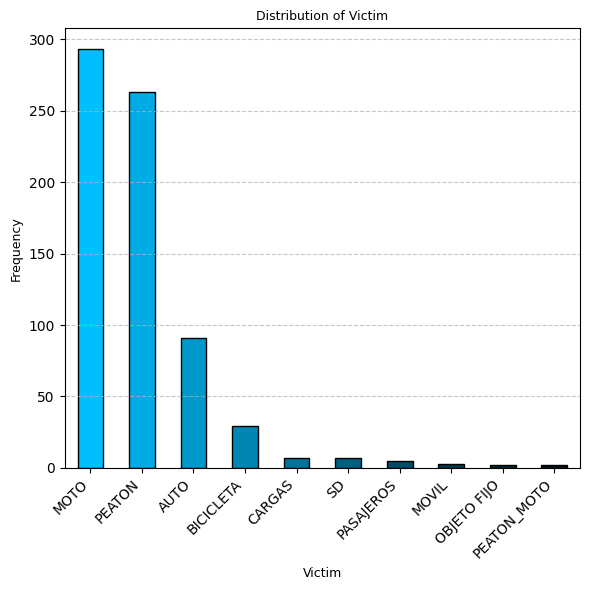 Distribution of Victim
300
250
200
150
100
50
0
Frequency
MOTO
PEATON
AUTO
BICICLETA
CARGAS
SD
PASAJEROS
MOVIL
OBJETO FIJO
PEATON_MOTO
Victim